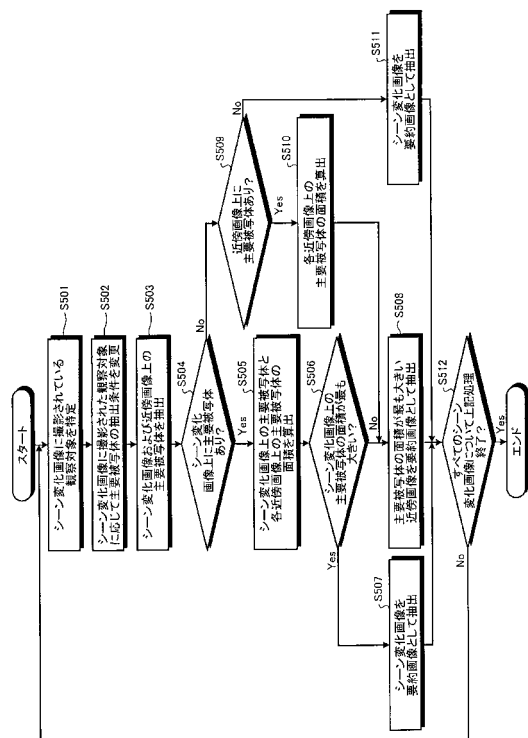 スタート
シーン変化画像に撮影されている
観察対象を特定
S501
シーン変化画像に撮影された観察対象
に応じて主要被写体の抽出条件を変更
S502
シーン変化画像および近傍画像上の
主要被写体を抽出
S503
シーン変化
画像上に主要被写体
あり?
S504
No
Yes
近傍画像上に
主要被写体あり?
S509
No
Yes
シーン変化画像上の主要被写体と
各近傍画像上の主要被写体の
面積を算出
S505
各近傍画像上の
主要被写体の面積を算出
S510
シーン変化画像上の
主要被写体の面積が最も
大きい?
S506
Yes
No
シーン変化画像を
要約画像として抽出
S507
主要被写体の面積が最も大きい
近傍画像を要約画像として抽出
S508
シーン変化画像を
要約画像として抽出
S511
すべてのシーン
変化画像について上記処理
終了?
S512
No
Yes
エンド